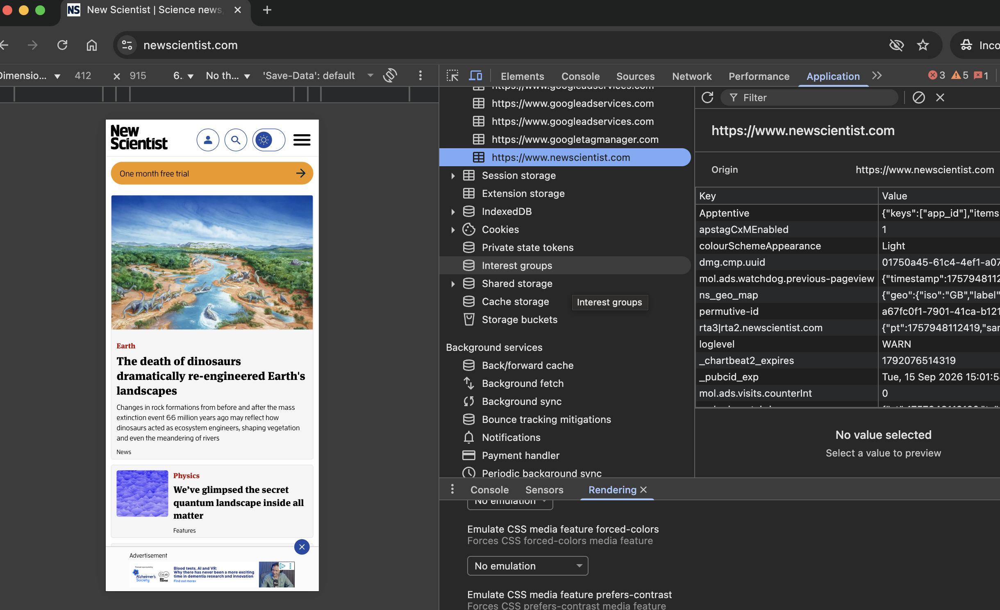 NS New Scientist | Science news,
newscientist.com
Inco
Dimensio...
412
×
915
6.
No th...
'Save-Data': default
Elements
Console
Sources
Network
Performance
Application
3
5
1
New
Scientist
One month free trial
Earth
The death of dinosaurs
dramatically re-engineered Earth's
landscapes
Changes in rock formations from before and after the mass
extinction event 66 million years ago may reflect how
dinosaurs acted as ecosystem engineers, shaping vegetation
and even the meandering of rivers
News
Physics
We’ve glimpsed the secret
quantum landscape inside all
matter
Features
Advertisement
Podcast sponsored by
Alzheimer's
Society
CoLab
New
Scientist
Blood tests, AI and VR:
Why there has never been a more exciting
time in dementia research and innovation
Find out more›
https://www.googleadservices.com
https://www.googleadservices.com
https://www.googleadservices.com
https://www.googletagmanager.com
https://www.newscientist.com
Session storage
Extension storage
IndexedDB
Cookies
Private state tokens
Interest groups
Shared storage
Cache storage
Interest groups
Storage buckets
Background services
Back/forward cache
Background fetch
Background sync
Bounce tracking mitigations
Notifications
Payment handler
Periodic background sync
Filter
https://www.newscientist.com
Origin https://www.newscientist.com
Key Value
Apptentive {"keys":["app_id"],"items
apstagCxMEnabled 1
colourSchemeAppearance Light
dmg.cmp.uuid 01750a45-61c4-4ef1-a07
mol.ads.watchdog.previous-pageview {"timestamp":1757948112
ns_geo_map {"geo":{"iso":"GB","label"
permutive-id a67fc0f1-7901-41ca-b121
rta3|rta2.newscientist.com {"pt":1757948112419,"sar
loglevel WARN
_chartbeat2_expires 1792076514319
_pubcid_exp Tue, 15 Sep 2026 15:01:5
mol.ads.visits.counterInt 0
No value selected
Select a value to preview
Console
Sensors
Rendering
No emulation
Emulate CSS media feature forced-colors
Forces CSS forced-colors media feature
No emulation
Emulate CSS media feature prefers-contrast
Forces CSS prefers-contrast media feature